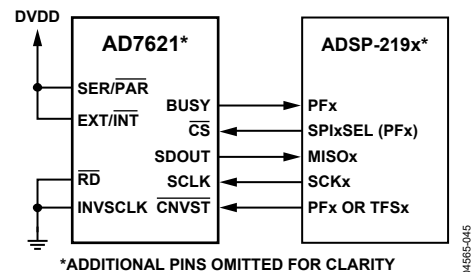 DVDD
AD7621*
ADSP-219x*
SER/PAR
BUSY
PFx
EXT/INT
CS
SPIxSEL (PFx)
SDOUT
MISOx
RD
SCLK
SCKx
INVSCLK
CNVST
PFx OR TFSx
*ADDITIONAL PINS OMITTED FOR CLARITY
04565-045